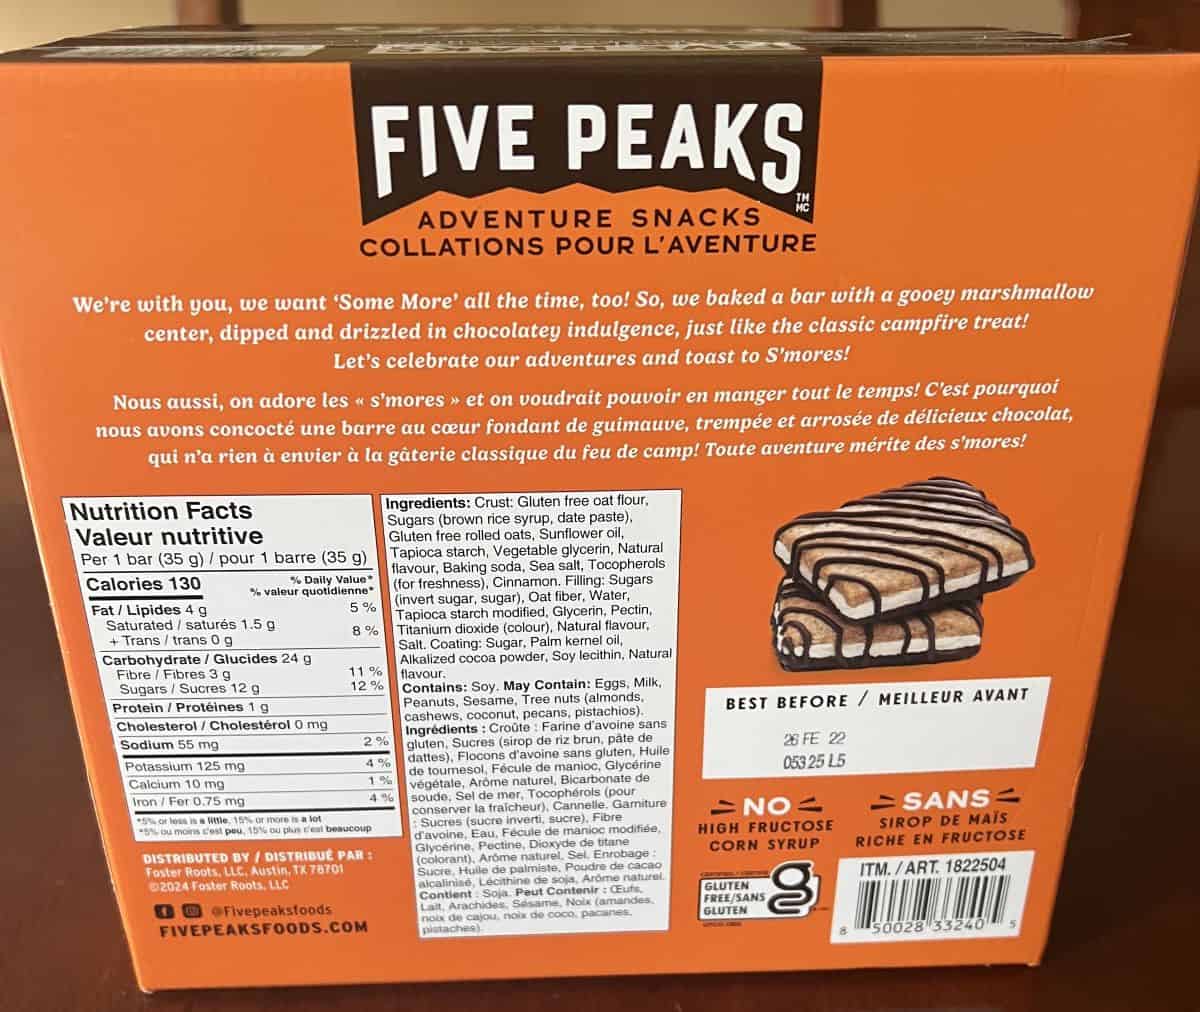 FIVE PEAKS
TM
MC
ADVENTURE SNACKS
COLLATIONS POUR L'AVENTURE
We're with you, we want 'Some More' all the time, too! So, we baked a bar with a gooey marshmallow
center, dipped and drizzled in chocolatey indulgence, just like the classic campfire treat!
Let's celebrate our adventures and toast to S'mores!
Nous aussi, on adore les « s'mores » et on voudrait pouvoir en manger tout le temps! C'est pourquoi
nous avons concocté une barre au cœur fondant de guimauve, trempée et arrosée de délicieux chocolat,
qui n'a rien à envier à la gâterie classique du feu de camp! Toute aventure mérite des s'mores!
Nutrition Facts
Valeur nutritive
Per 1 bar (35 g) / pour 1 barre (35 g)
Calories 130
% Daily Value*
% valeur quotidienne*
Fat / Lipides 4 g 5 %
Saturated / saturés 1.5 g
+ Trans / trans 0 g 8 %
Carbohydrate / Glucides 24 g
Fibre / Fibres 3 g 11 %
Sugars / Sucres 12 g 12 %
Protein / Protéines 1 g
Cholesterol / Cholestérol 0 mg
Sodium 55 mg 2 %
Potassium 125 mg 4 %
Calcium 10 mg 1 %
Iron / Fer 0.75 mg 4 %
*5% or less is a little, 15% or more is a lot
*5% ou moins c'est peu, 15% ou plus c'est beaucoup
DISTRIBUTED BY / DISTRIBUÉ PAR :
Foster Roots, LLC, Austin, TX 78701
©2024 Foster Roots, LLC
@Fivepeaksfoods
FIVEPEAKSFOODS.COM
Ingredients: Crust: Gluten free oat flour,
Sugars (brown rice syrup, date paste),
Gluten free rolled oats, Sunflower oil,
Tapioca starch, Vegetable glycerin, Natural
flavour, Baking soda, Sea salt, Tocopherols
(for freshness), Cinnamon. Filling: Sugars
(invert sugar, sugar), Oat fiber, Water,
Tapioca starch modified, Glycerin, Pectin,
Titanium dioxide (colour), Natural flavour,
Salt. Coating: Sugar, Palm kernel oil,
Alkalized cocoa powder, Soy lecithin, Natural
flavour.
Contains: Soy. May Contain: Eggs, Milk,
Peanuts, Sesame, Tree nuts (almonds,
cashews, coconut, pecans, pistachios).
Ingrédients : Croûte : Farine d'avoine sans
gluten, Sucres (sirop de riz brun, pâte de
dattes), Flocons d'avoine sans gluten, Huile
de tournesol, Fécule de manioc, Glycérine
végétale, Arôme naturel, Bicarbonate de
soude, Sel de mer, Tocophérols (pour
conserver la fraîcheur), Cannelle. Garniture
: Sucres (sucre inverti, sucre), Fibre
d'avoine, Eau, Fécule de manioc modifiée,
Glycérine, Pectine, Dioxyde de titane
(colorant), Arôme naturel, Sel. Enrobage :
Sucre, Huile de palmiste, Poudre de cacao
alcalinisé, Lécithine de soja, Arôme naturel.
Contient : Soja. Peut Contenir : Œufs,
Lait, Arachides, Sésame, Noix (amandes,
noix de cajou, noix de coco, pacanes,
pistaches).
BEST BEFORE / MEILLEUR AVANT
26 FE 22
053 25 L5
NO
HIGH FRUCTOSE
CORN SYRUP
SANS
SIROP DE MAÏS
RICHE EN FRUCTOSE
GLUTEN
FREE/SANS
GLUTEN
ITM. / ART. 1822504
8 50028 33240 5